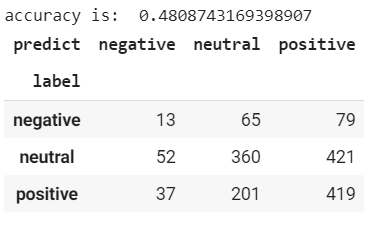 accuracy is:  0.4808743169398907
predict negative neutral positive
label
negative 13 65 79
neutral 52 360 421
positive 37 201 419